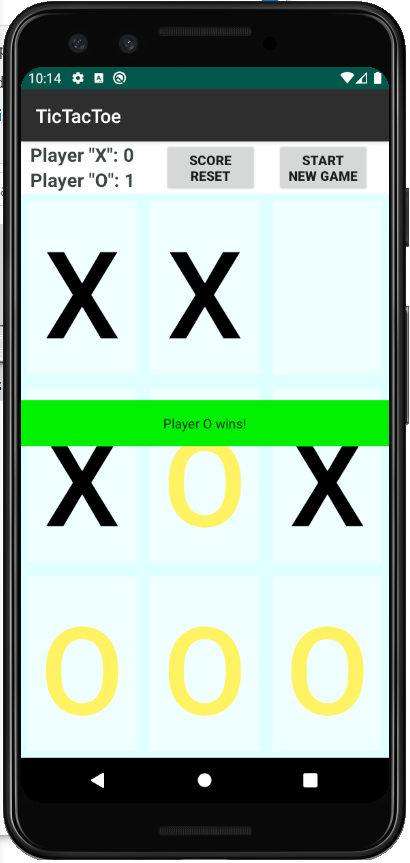 10:14
TicTacToe
Player "X": 0
Player "O": 1
SCORE
RESET
START
NEW GAME
X X
Player O wins!
X O X
O O O